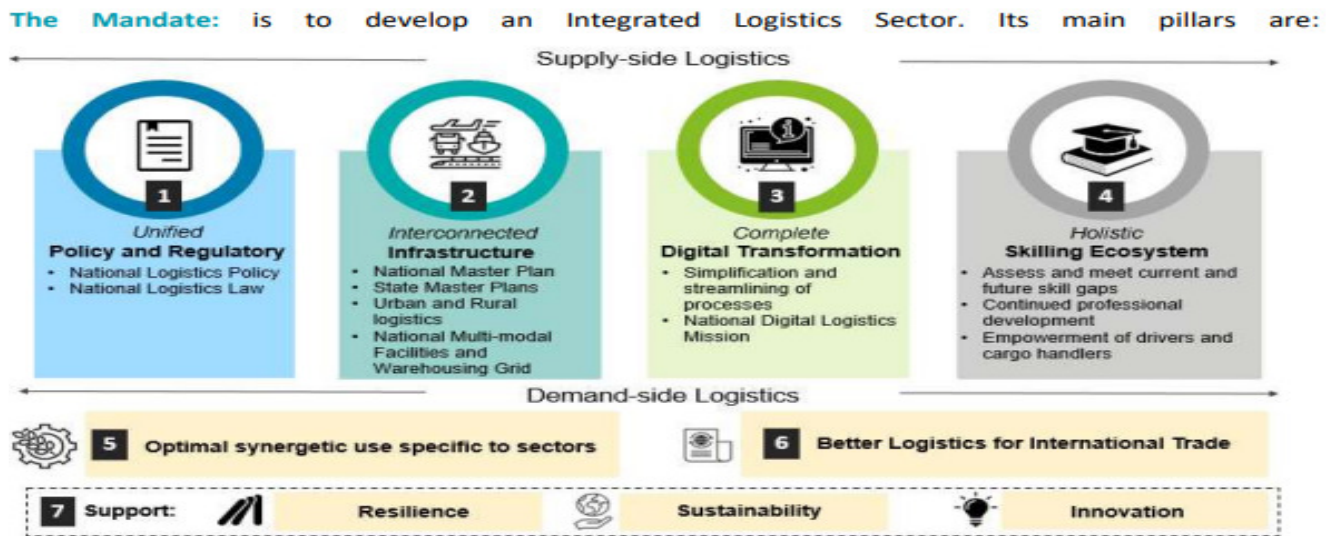 The Mandate: is to develop an Integrated Logistics Sector. Its main pillars are:
Supply-side Logistics
1
Unified
Policy and Regulatory
• National Logistics Policy
• National Logistics Law
2
Interconnected
Infrastructure
• National Master Plan
• State Master Plans
• Urban and Rural
logistics
• National Multi-modal
Facilities and
Warehousing Grid
3
Complete
Digital Transformation
• Simplification and
streamlining of
processes
• National Digital Logistics
Mission
4
Holistic
Skilling Ecosystem
• Assess and meet current and
future skill gaps
• Continued professional
development
• Empowerment of drivers and
cargo handlers
Demand-side Logistics
5 Optimal synergetic use specific to sectors
6 Better Logistics for International Trade
7 Support: Resilience Sustainability Innovation